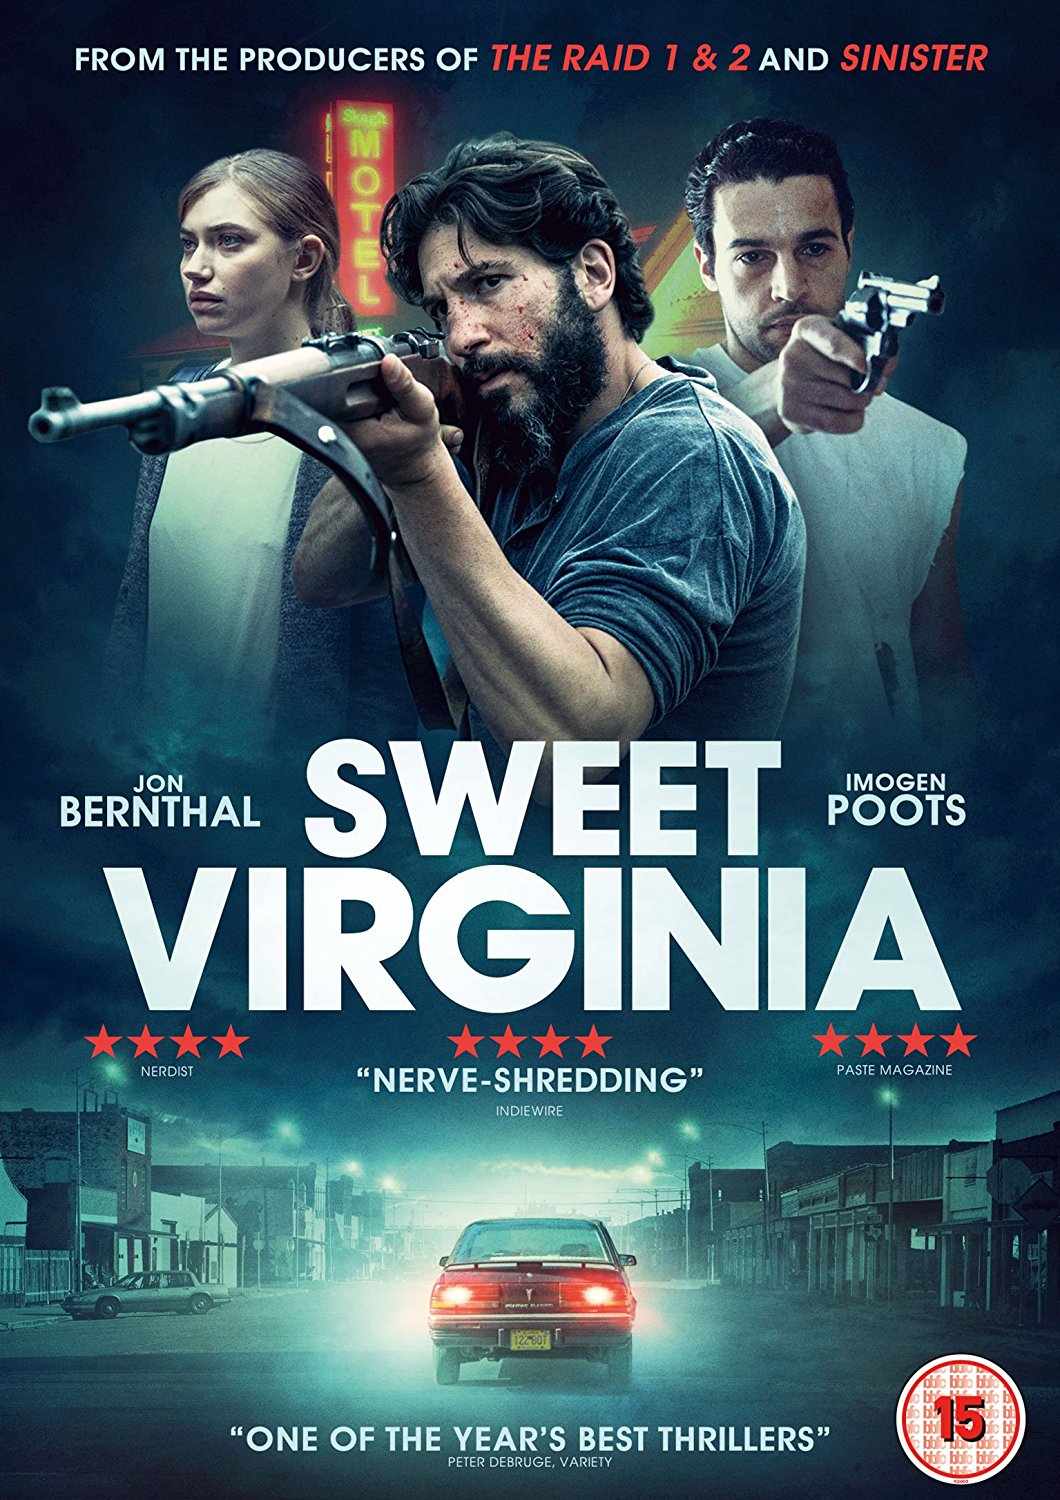 FROM THE PRODUCERS OF THE RAID 1 & 2 AND SINISTER
MOTEL
JON
BERNTHAL
IMOGEN
POOTS
SWEET
VIRGINIA
NERDIST
"NERVE-SHREDDING"
INDIEWIRE
PASTE MAGAZINE
"ONE OF THE YEAR'S BEST THRILLERS"
PETER DEBRUGE, VARIETY
bbfc
15